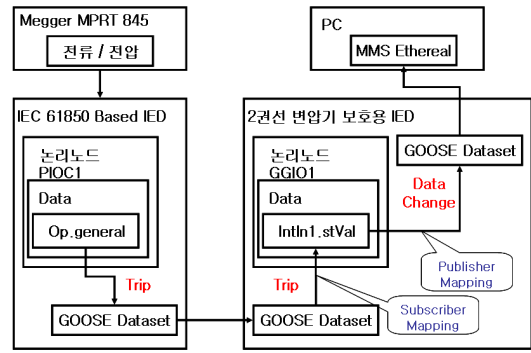 Megger MPRT 845
전류 / 전압
PC
MMS Ethereal
IEC 61850 Based IED
논리노드
PIOC1
Data
Op.general
Trip
GOOSE Dataset
2권선 변압기 보호용 IED
논리노드
GGIO1
Data
IntIn1.stVal
Trip
GOOSE Dataset
GOOSE Dataset
Data
Change
Publisher
Mapping
Subscriber
Mapping